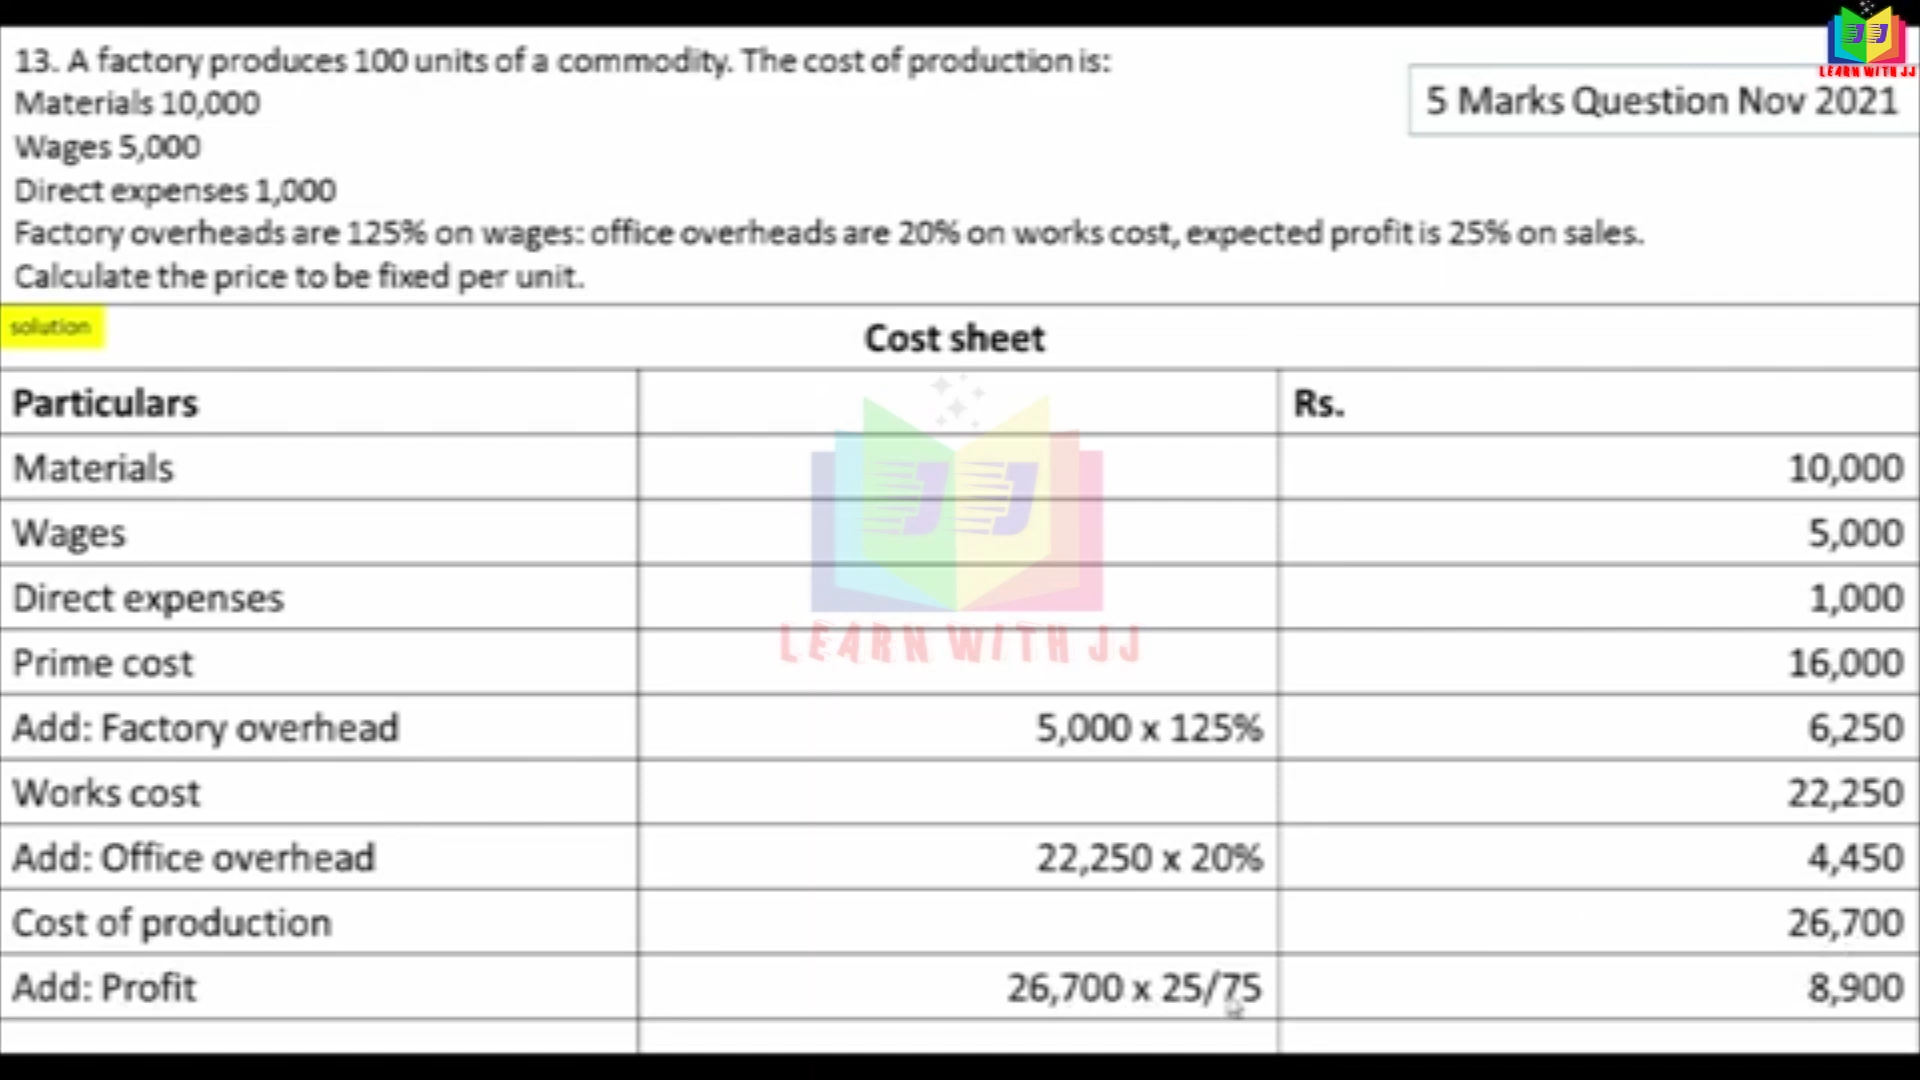 JJ
LEARN WITH JJ
13. A factory produces 100 units of a commodity. The cost of production is:
5 Marks Question Nov 2021
Materials 10,000
Wages 5,000
Direct expenses 1,000
Factory overheads are 125% on wages: office overheads are 20% on works cost, expected profit is 25% on sales.
Calculate the price to be fixed per unit.
solution
Cost sheet
Particulars Rs.
Materials 10,000
Wages 5,000
JJ
Direct expenses 1,000
LEARN WITH JJ
Prime cost 16,000
Add: Factory overhead 5,000 x 125% 6,250
Works cost 22,250
Add: Office overhead 22,250 x 20% 4,450
Cost of production 26,700
Add: Profit 26,700 x 25/75 8,900